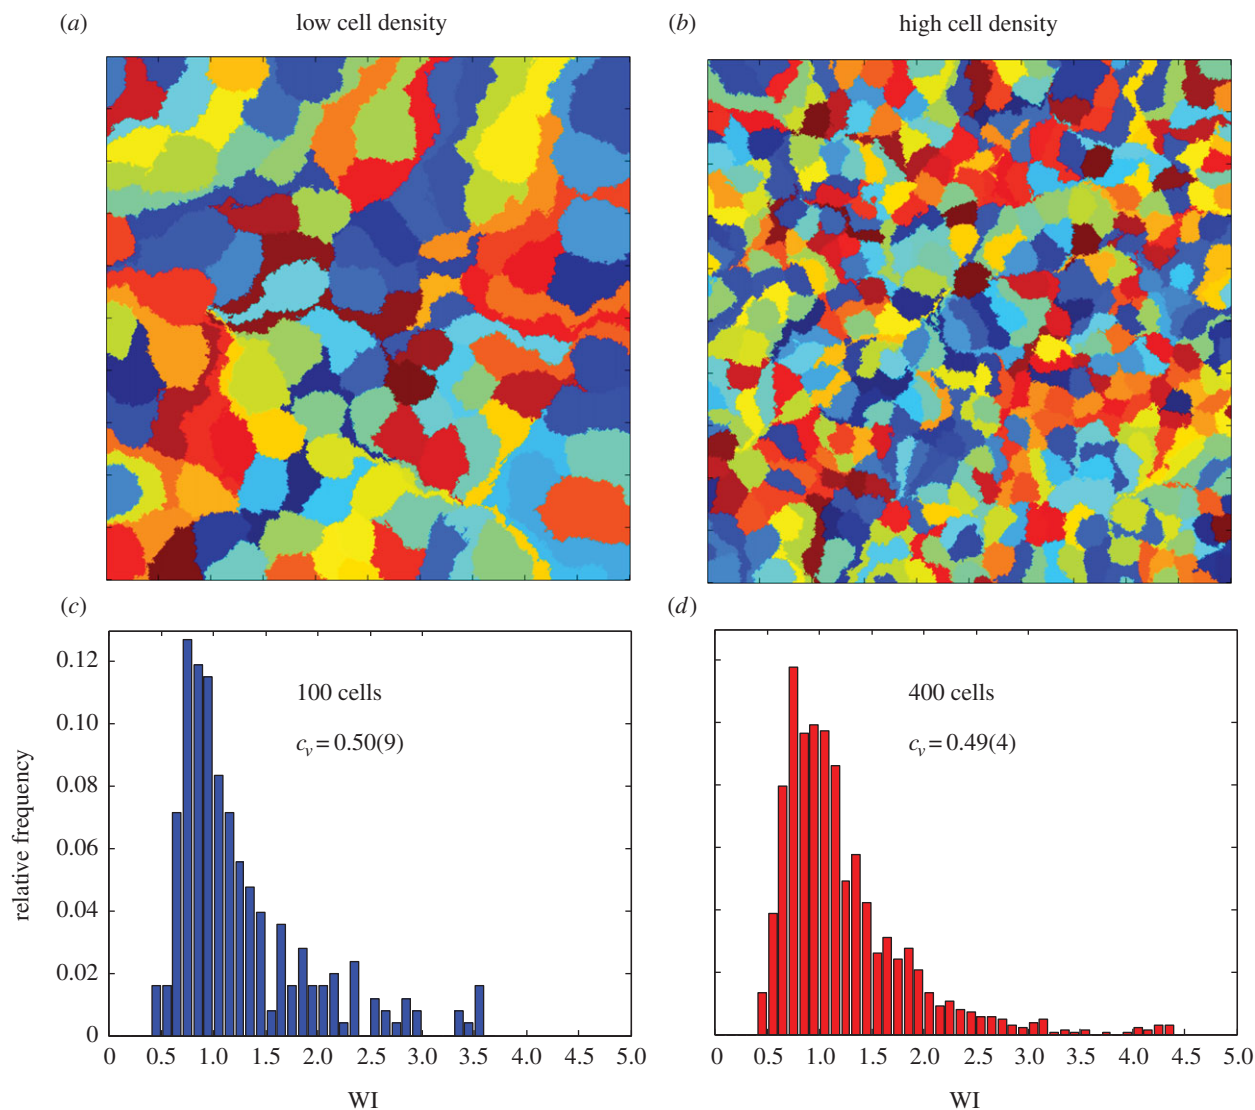 (a) low cell density
(b) high cell density
(c)
0.12
0.10
0.08
0.06
0.04
0.02
0
relative frequency
100 cells
cv = 0.50(9)
0 0.5 1.0 1.5 2.0 2.5 3.0 3.5 4.0 4.5 5.0
WI
(d)
400 cells
cv = 0.49(4)
0 0.5 1.0 1.5 2.0 2.5 3.0 3.5 4.0 4.5 5.0
WI